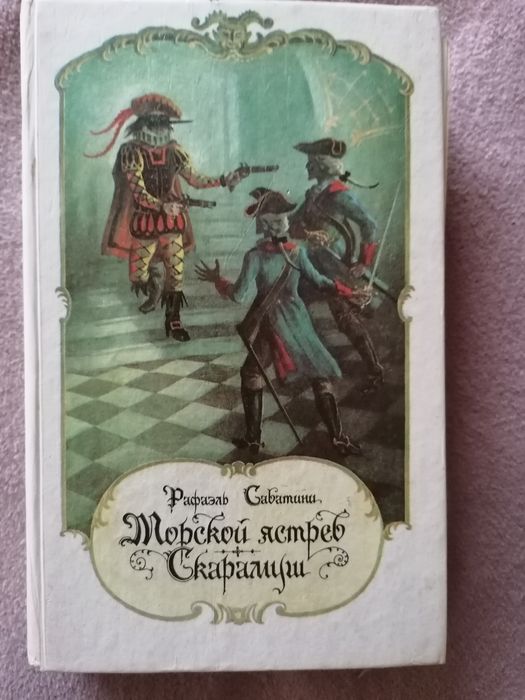 Рафаэль Сабатини
Морской ястреб
Скарамуш